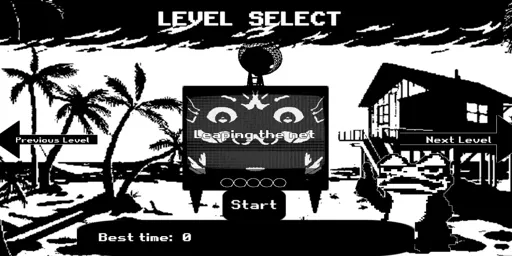 LEVEL SELECT
Leaping the net
Previous Level
Next Level
Start
Best time: 0